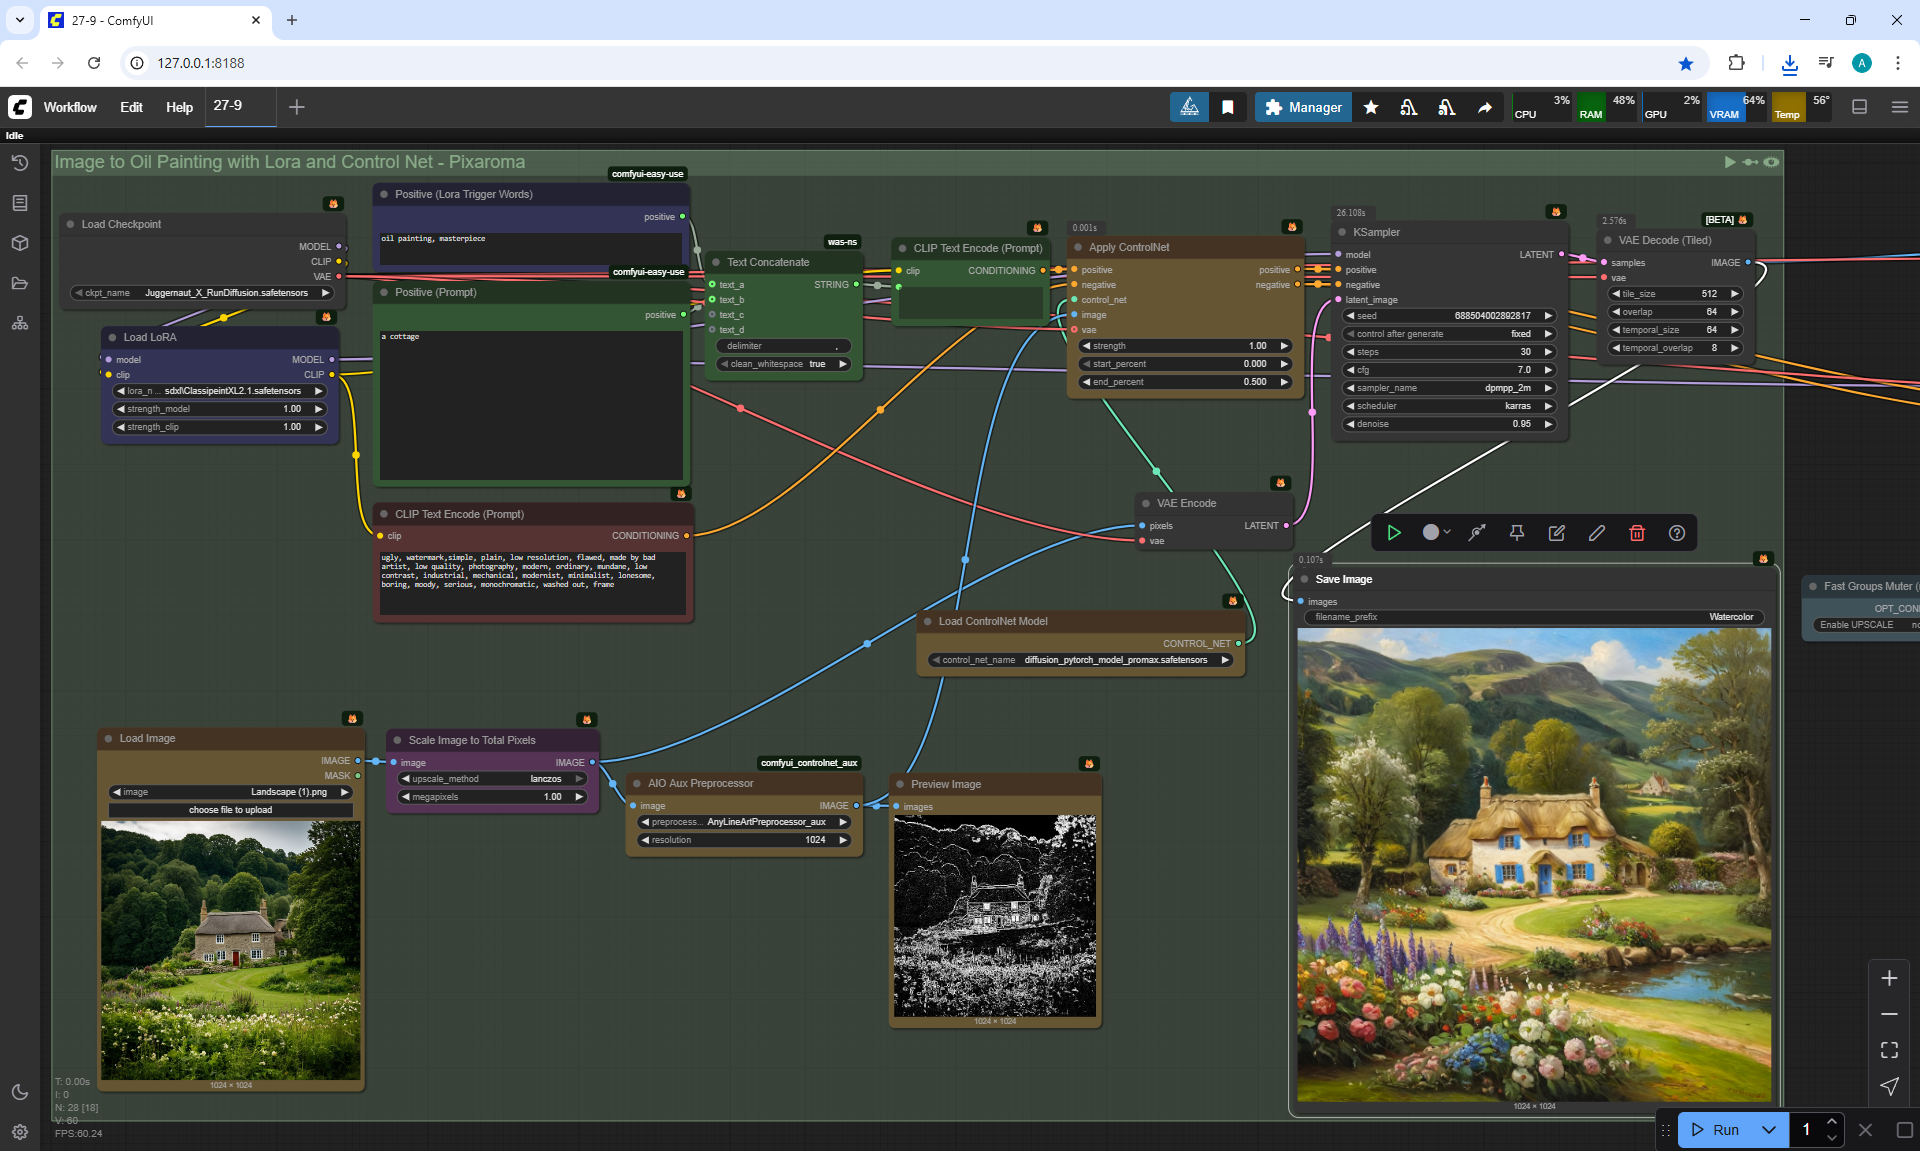 27-9 - ComfyUI
127.0.0.1:8188
A
Workflow
Edit
Help
27-9
Manager
CPU 3%
RAM 48%
GPU 2%
VRAM 64%
Temp 56°
Idle
Image to Oil Painting with Lora and Control Net - Pixaroma
Load Checkpoint
MODEL
CLIP
VAE
ckpt_name Juggernaut_X_RunDiffusion.safetensors
Load LoRA
model MODEL
clip CLIP
lora_n... sdxl\ClassipeintXL2.1.safetensors
strength_model 1.00
strength_clip 1.00
comfyui-easy-use
Positive (Lora Trigger Words)
positive
oil painting, masterpiece
comfyui-easy-use
Positive (Prompt)
positive
a cottage
CLIP Text Encode (Prompt)
clip CONDITIONING
ugly, watermark,simple, plain, low resolution, flawed, made by bad
artist, low quality, photography, modern, ordinary, mundane, low
contrast, industrial, mechanical, modernist, minimalist, lonesome,
boring, moody, serious, monochromatic, washed out, frame
was-ns
Text Concatenate
text_a STRING
text_b
text_c
text_d
delimiter ,
clean_whitespace true
CLIP Text Encode (Prompt)
clip CONDITIONING
0.001s
Apply ControlNet
positive positive
negative negative
control_net
image
vae
strength 1.00
start_percent 0.000
end_percent 0.500
26.108s
KSampler
model LATENT
positive
negative
latent_image
seed 688504002892817
control after generate fixed
steps 30
cfg 7.0
sampler_name dpmpp_2m
scheduler karras
denoise 0.95
2.576s
[BETA]
VAE Decode (Tiled)
samples IMAGE
vae
tile_size 512
overlap 64
temporal_size 64
temporal_overlap 8
VAE Encode
pixels LATENT
vae
Load ControlNet Model
CONTROL_NET
control_net_name diffusion_pytorch_model_promax.safetensors
0.107s
Save Image
images
filename_prefix Watercolor
1024 × 1024
Fast Groups Muter
OPT_CON
Enable UPSCALE
Load Image
IMAGE
MASK
image Landscape (1).png
choose file to upload
1024 × 1024
Scale Image to Total Pixels
image IMAGE
upscale_method lanczos
megapixels 1.00
comfyui_controlnet_aux
AIO Aux Preprocessor
image IMAGE
preprocess... AnyLineArtPreprocessor_aux
resolution 1024
Preview Image
images
1024 × 1024
T: 0.00s
I: 0
N: 28 [18]
V: 60
FPS:60.24
Run
1